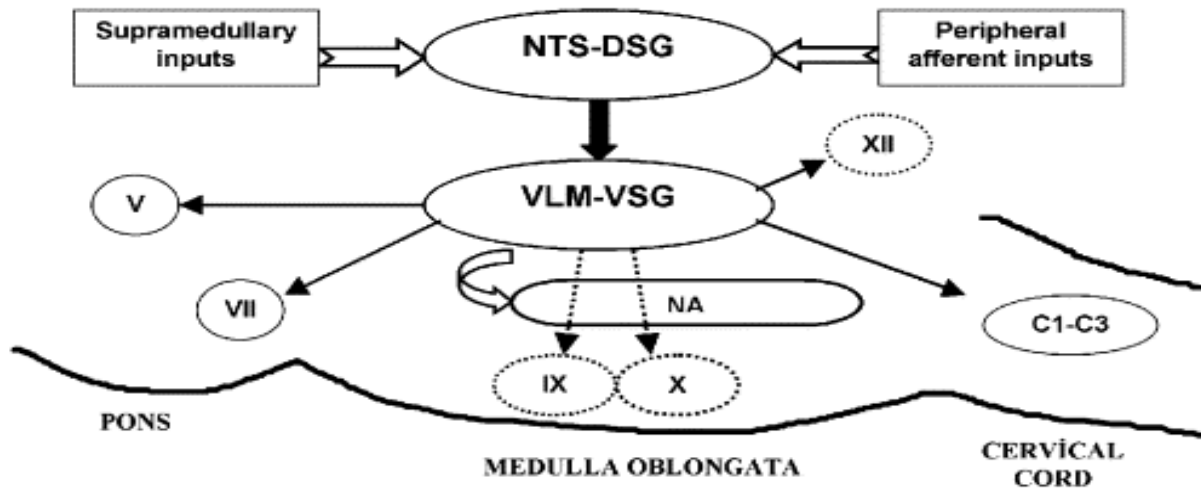 Supramedullary
inputs
NTS-DSG
Peripheral
afferent inputs
XII
VLM-VSG
V
VII
NA
C1-C3
IX
X
PONS
MEDULLA OBLONGATA
CERVİCAL
CORD